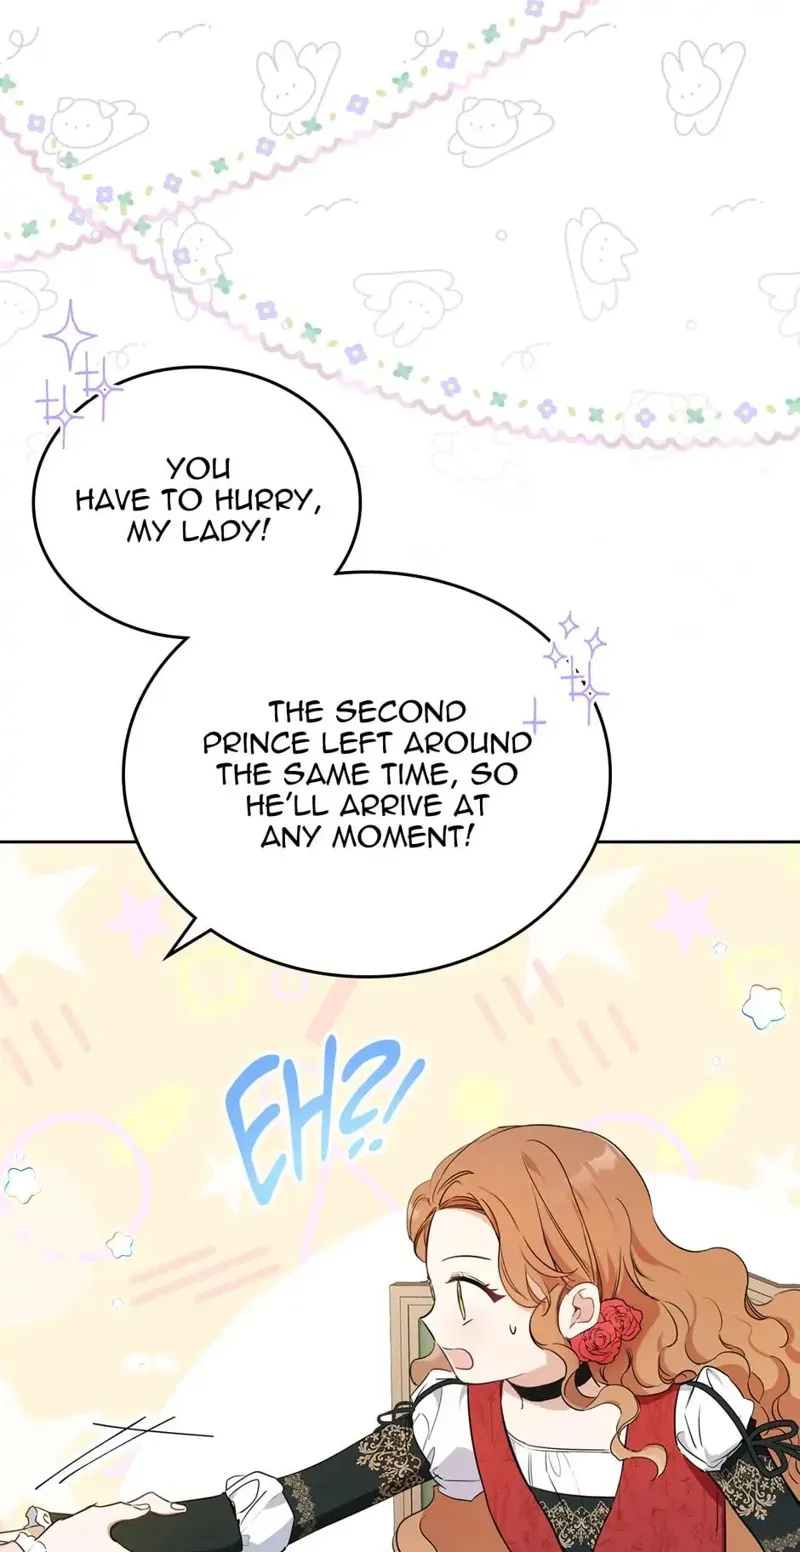 YOU
HAVE TO HURRY,
MY LADY!
THE SECOND
PRINCE LEFT AROUND
THE SAME TIME, SO
HE'LL ARRIVE AT
ANY MOMENT!
EH?!